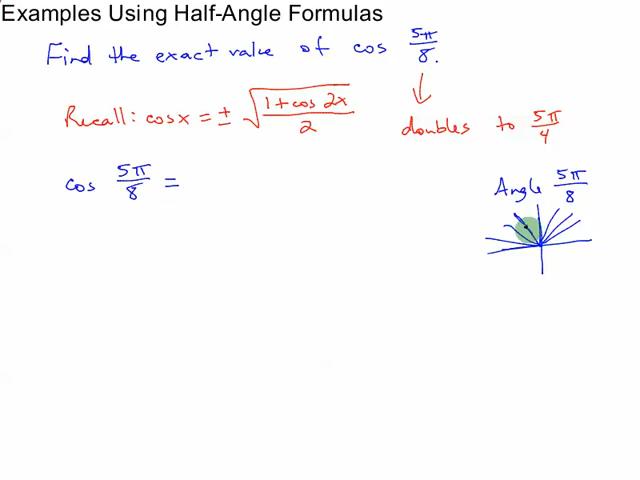 Examples Using Half-Angle Formulas
Find the exact value of cos 5π/8.
Recall: cos x = ± √((1 + cos 2x)/2)
doubles to 5π/4
cos 5π/8 =
Angle 5π/8